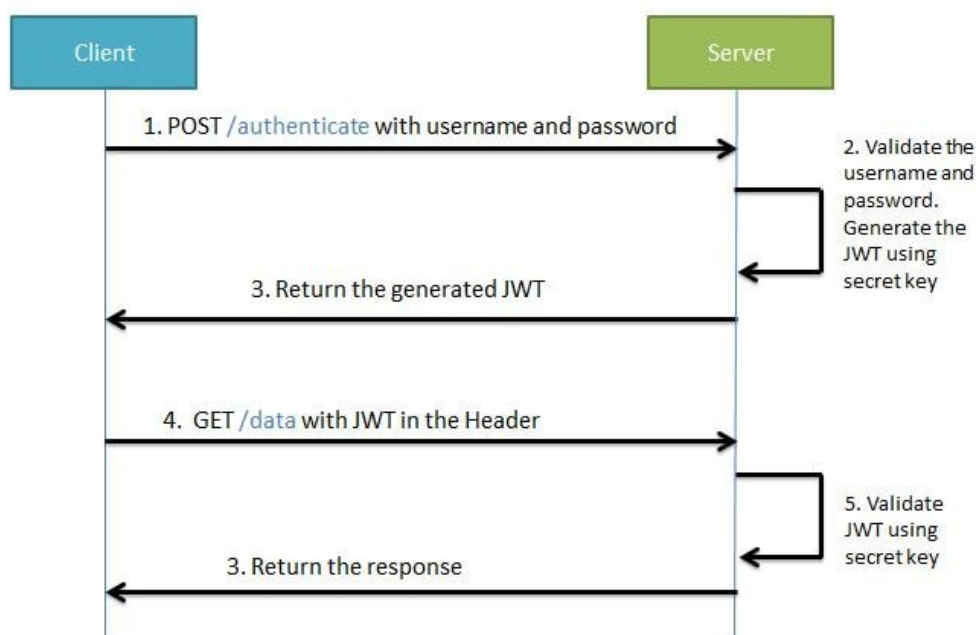 Client
Server
1. POST /authenticate with username and password
2. Validate the
username and
password.
Generate the
JWT using
secret key
3. Return the generated JWT
4. GET /data with JWT in the Header
5. Validate
JWT using
secret key
3. Return the response